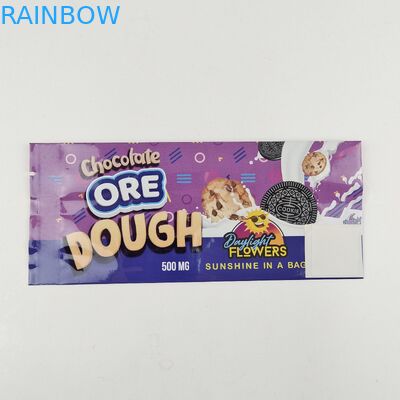 RAINBOW
Chocolate
ORE
DOUGH
500 MG
Daylight
FLOWERS
SUNSHINE IN A BAG